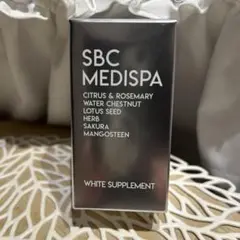 SBC
MEDISPA
CITRUS & ROSEMARY
WATER CHESTNUT
LOTUS SEED
HERB
SAKURA
MANGOSTEEN
WHITE SUPPLEMENT